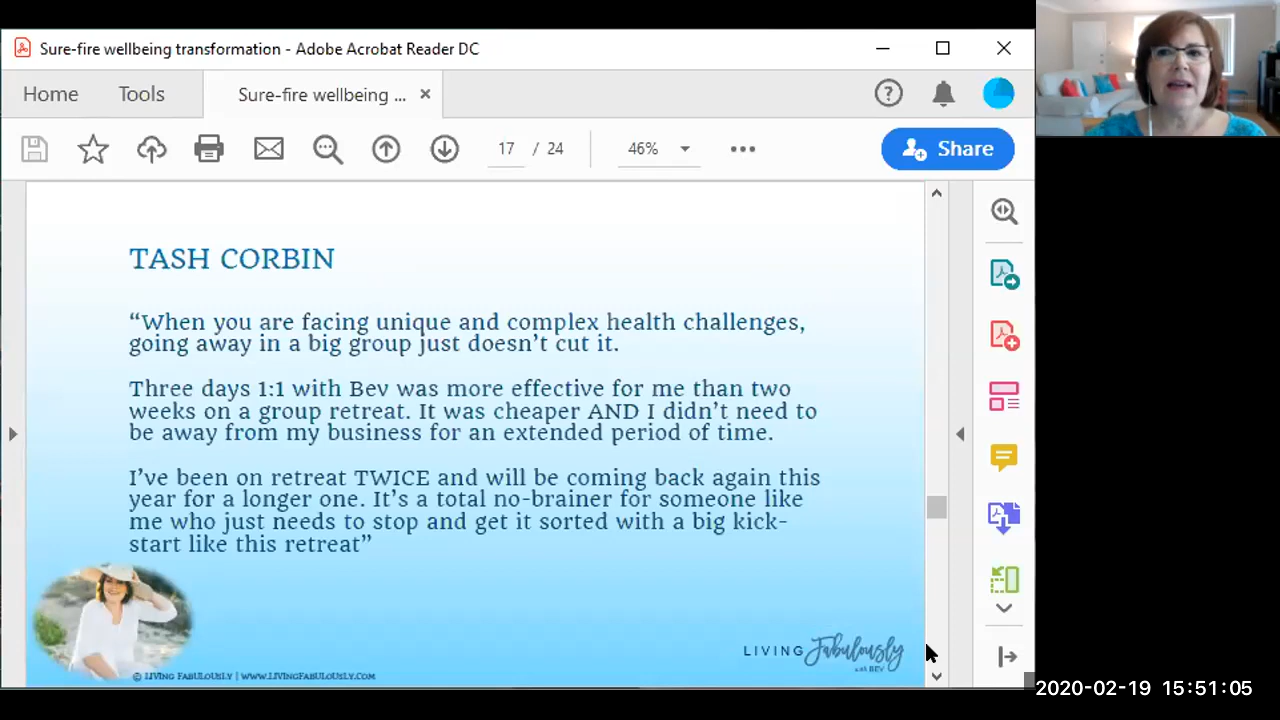 Sure-fire wellbeing transformation - Adobe Acrobat Reader DC
Home
Tools
Sure-fire wellbeing ...
17 / 24
46%
Share
TASH CORBIN
“When you are facing unique and complex health challenges,
going away in a big group just doesn’t cut it.
Three days 1:1 with Bev was more effective for me than two
weeks on a group retreat. It was cheaper AND I didn’t need to
be away from my business for an extended period of time.
I’ve been on retreat TWICE and will be coming back again this
year for a longer one. It’s a total no-brainer for someone like
me who just needs to stop and get it sorted with a big kick-
start like this retreat”
LIVING Fabulously
with BEV
© LIVING FABULOUSLY | WWW.LIVINGFABULOUSLY.COM
2020-02-19 15:51:05